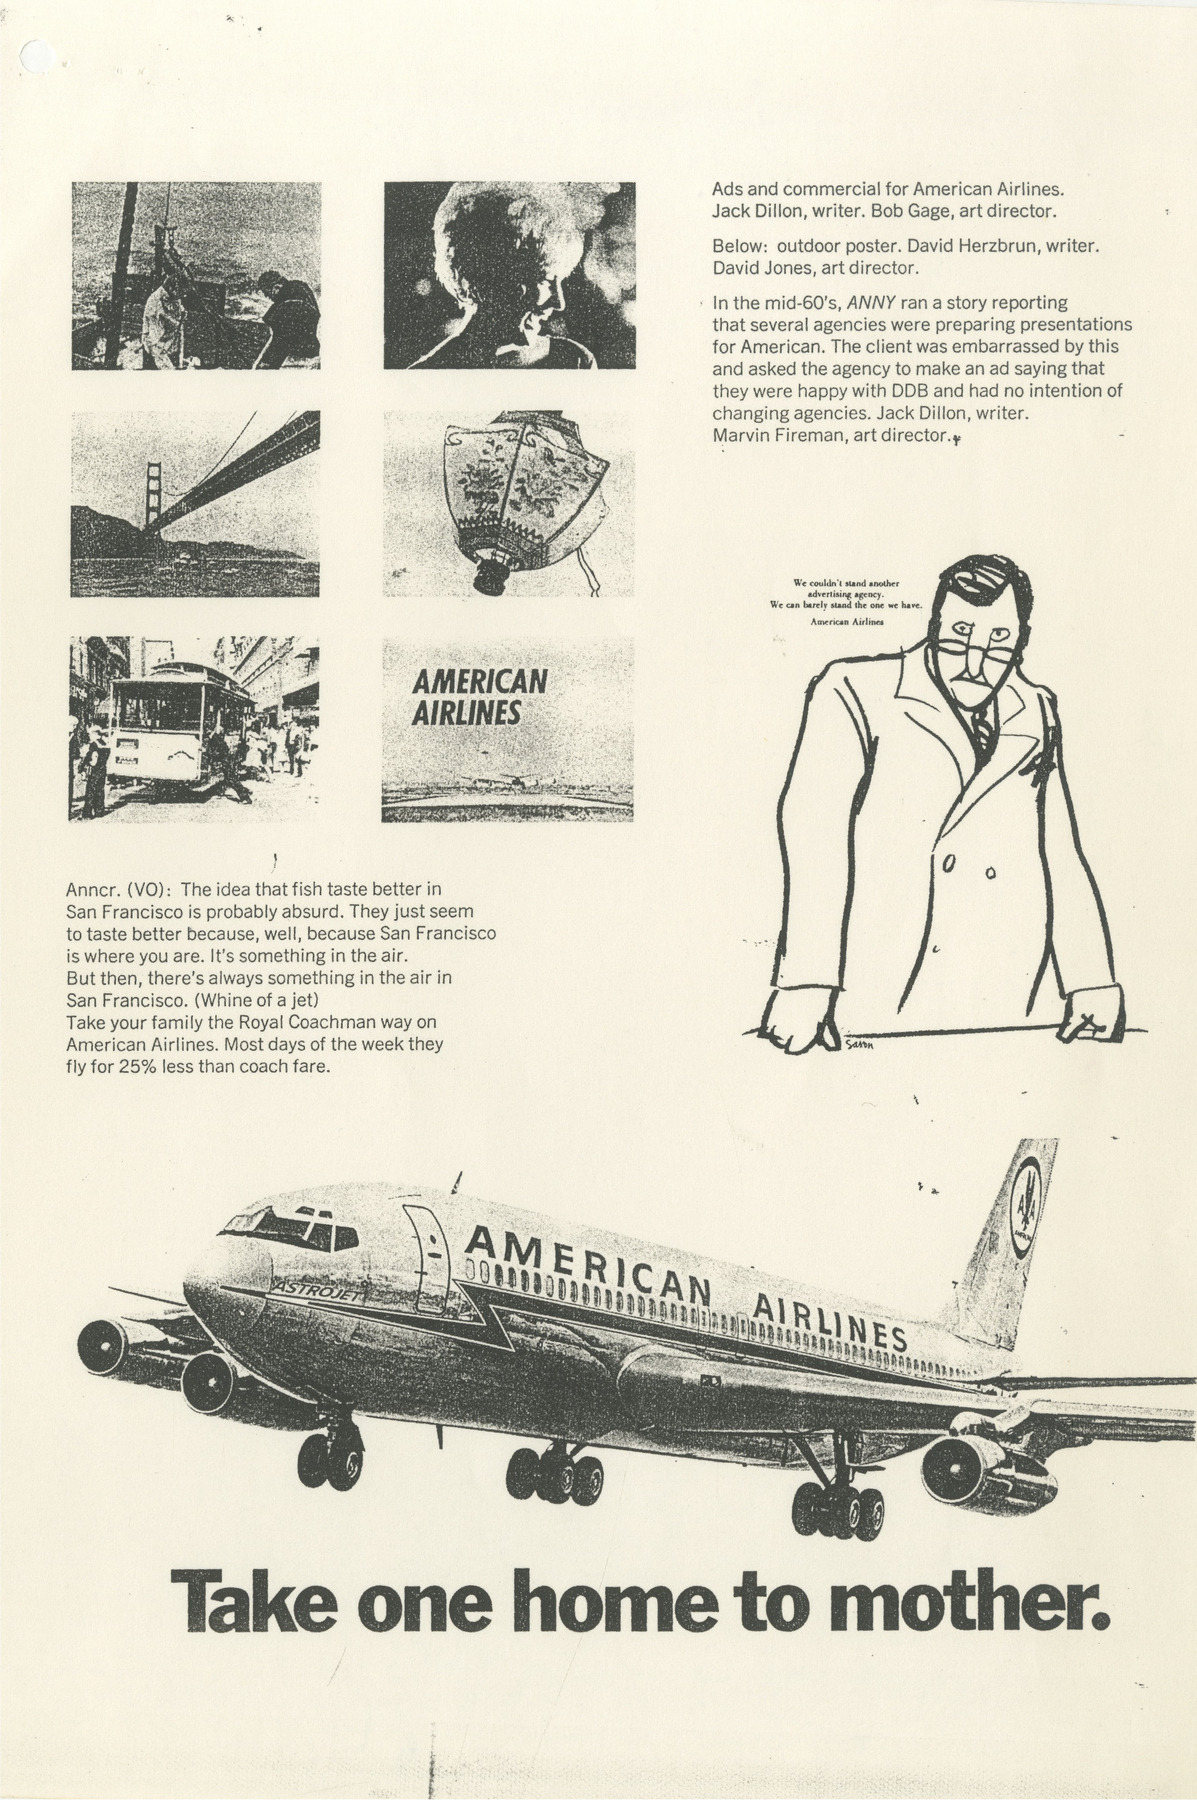 Ads and commercial for American Airlines.
Jack Dillon, writer. Bob Gage, art director.
Below: outdoor poster. David Herzbrun, writer.
David Jones, art director.
In the mid-60's, ANNY ran a story reporting
that several agencies were preparing presentations
for American. The client was embarrassed by this
and asked the agency to make an ad saying that
they were happy with DDB and had no intention of
changing agencies. Jack Dillon, writer.
Marvin Fireman, art director.
AMERICAN
AIRLINES
We couldn't stand another
advertising agency.
We can barely stand the one we have.
American Airlines
Saxon
Anncr. (VO): The idea that fish taste better in
San Francisco is probably absurd. They just seem
to taste better because, well, because San Francisco
is where you are. It's something in the air.
But then, there's always something in the air in
San Francisco. (Whine of a jet)
Take your family the Royal Coachman way on
American Airlines. Most days of the week they
fly for 25% less than coach fare.
AA
AMERICAN AIRLINES
ASTROJET
Take one home to mother.